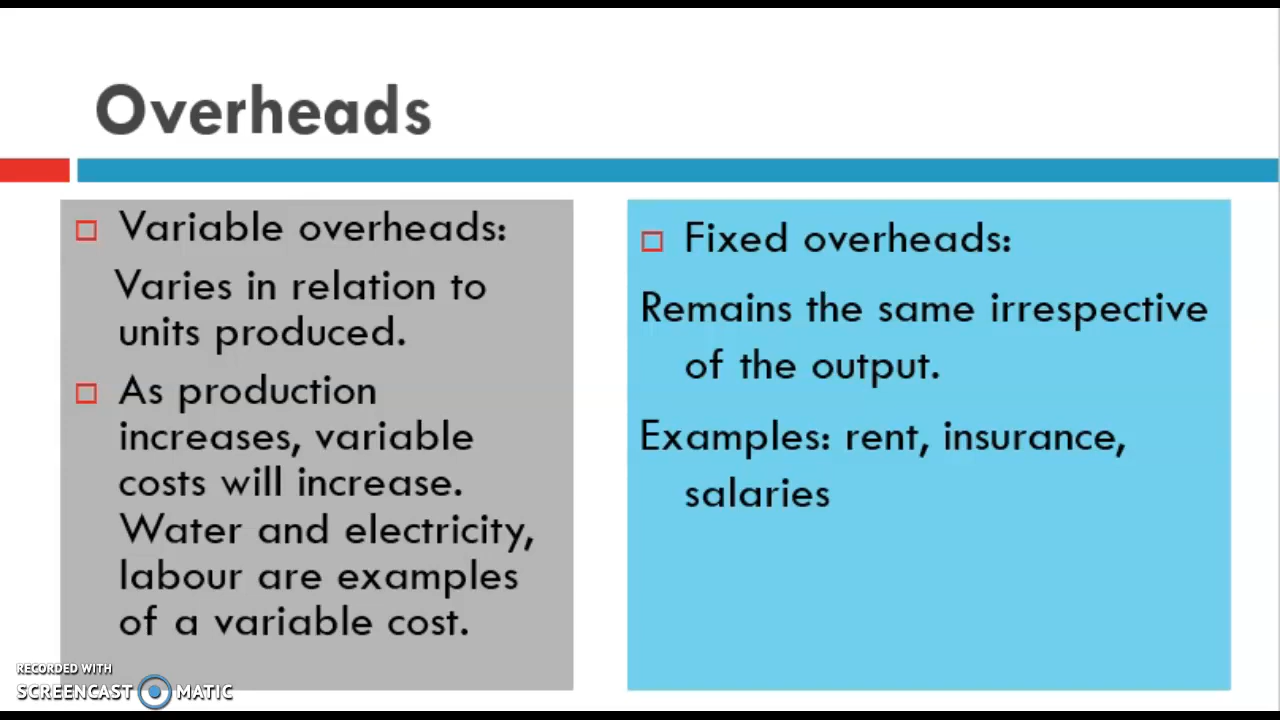 Overheads
Variable overheads:
Varies in relation to
units produced.
As production
increases, variable
costs will increase.
Water and electricity,
labour are examples
of a variable cost.
Fixed overheads:
Remains the same irrespective
of the output.
Examples: rent, insurance,
salaries
RECORDED WITH
SCREENCAST MATIC